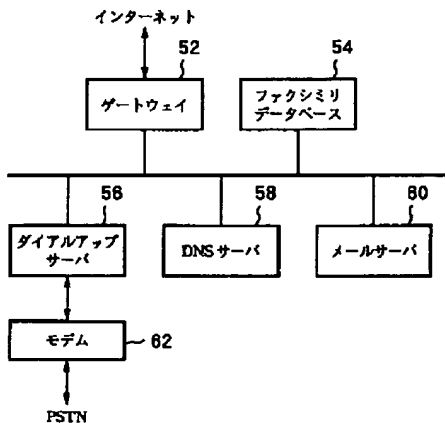 インターネット
52
54
ゲートウェイ
ファクシミリ
データベース
56
58
60
ダイアルアップ
サーバ
DNSサーバ
メールサーバ
モデム
62
PSTN